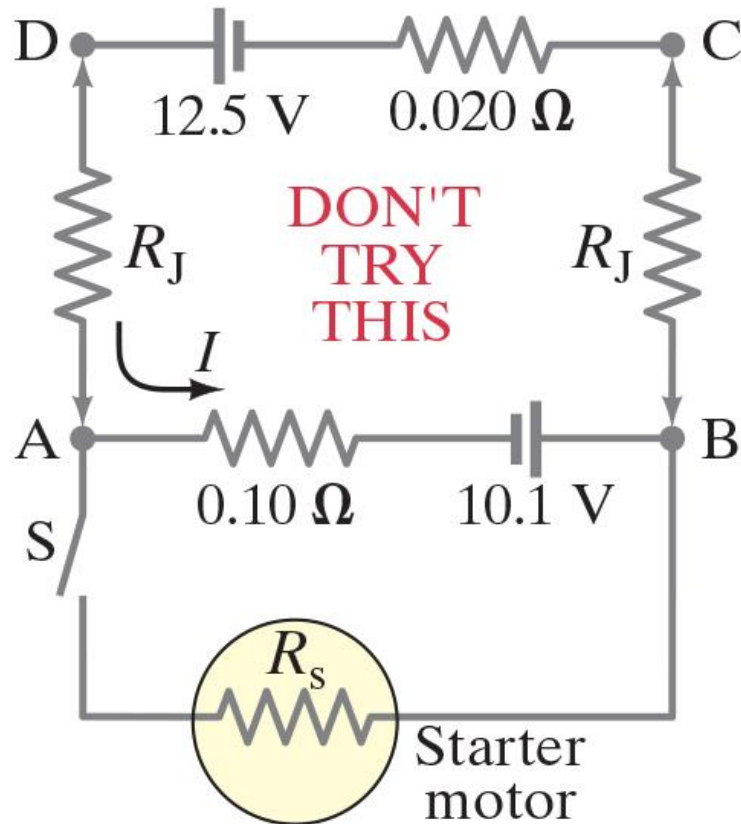 D
C
12.5 V
0.020 Ω
DON'T
TRY
THIS
R_J
R_J
I
A
B
0.10 Ω
10.1 V
S
R_s
Starter
motor